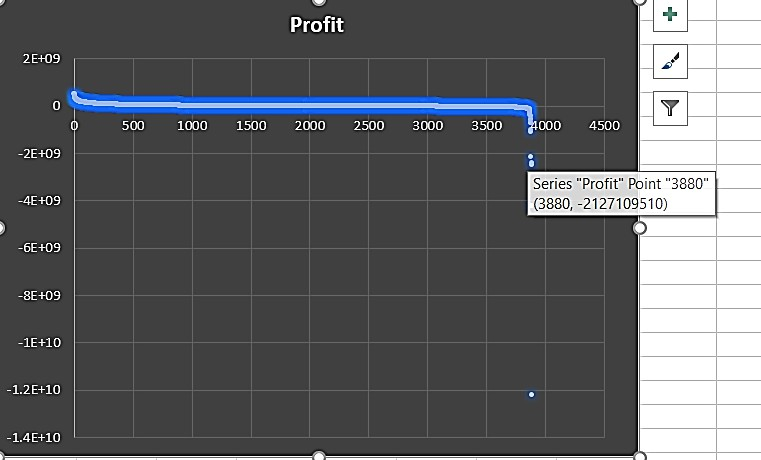 Profit
2E+09
0
0 500 1000 1500 2000 2500 3000 3500 4000 4500
-2E+09
Series "Profit" Point "3880"
(3880, -2127109510)
-4E+09
-6E+09
-8E+09
-1E+10
-1.2E+10
-1.4E+10